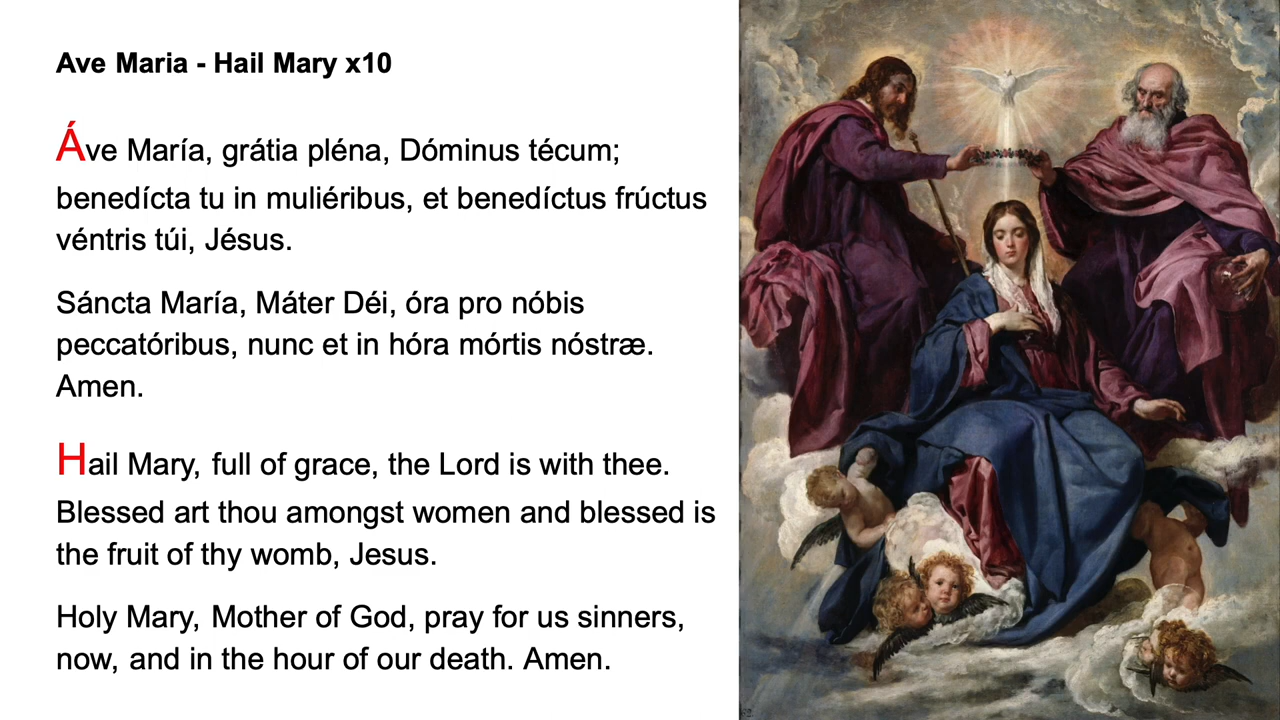 Ave Maria - Hail Mary x10
Áve María, grátia pléna, Dóminus técum;
benedícta tu in muliéribus, et benedíctus frúctus
véntris túi, Jésus.
Sáncta María, Máter Déi, óra pro nóbis
peccatóribus, nunc et in hóra mórtis nóstræ.
Amen.
Hail Mary, full of grace, the Lord is with thee.
Blessed art thou amongst women and blessed is
the fruit of thy womb, Jesus.
Holy Mary, Mother of God, pray for us sinners,
now, and in the hour of our death. Amen.